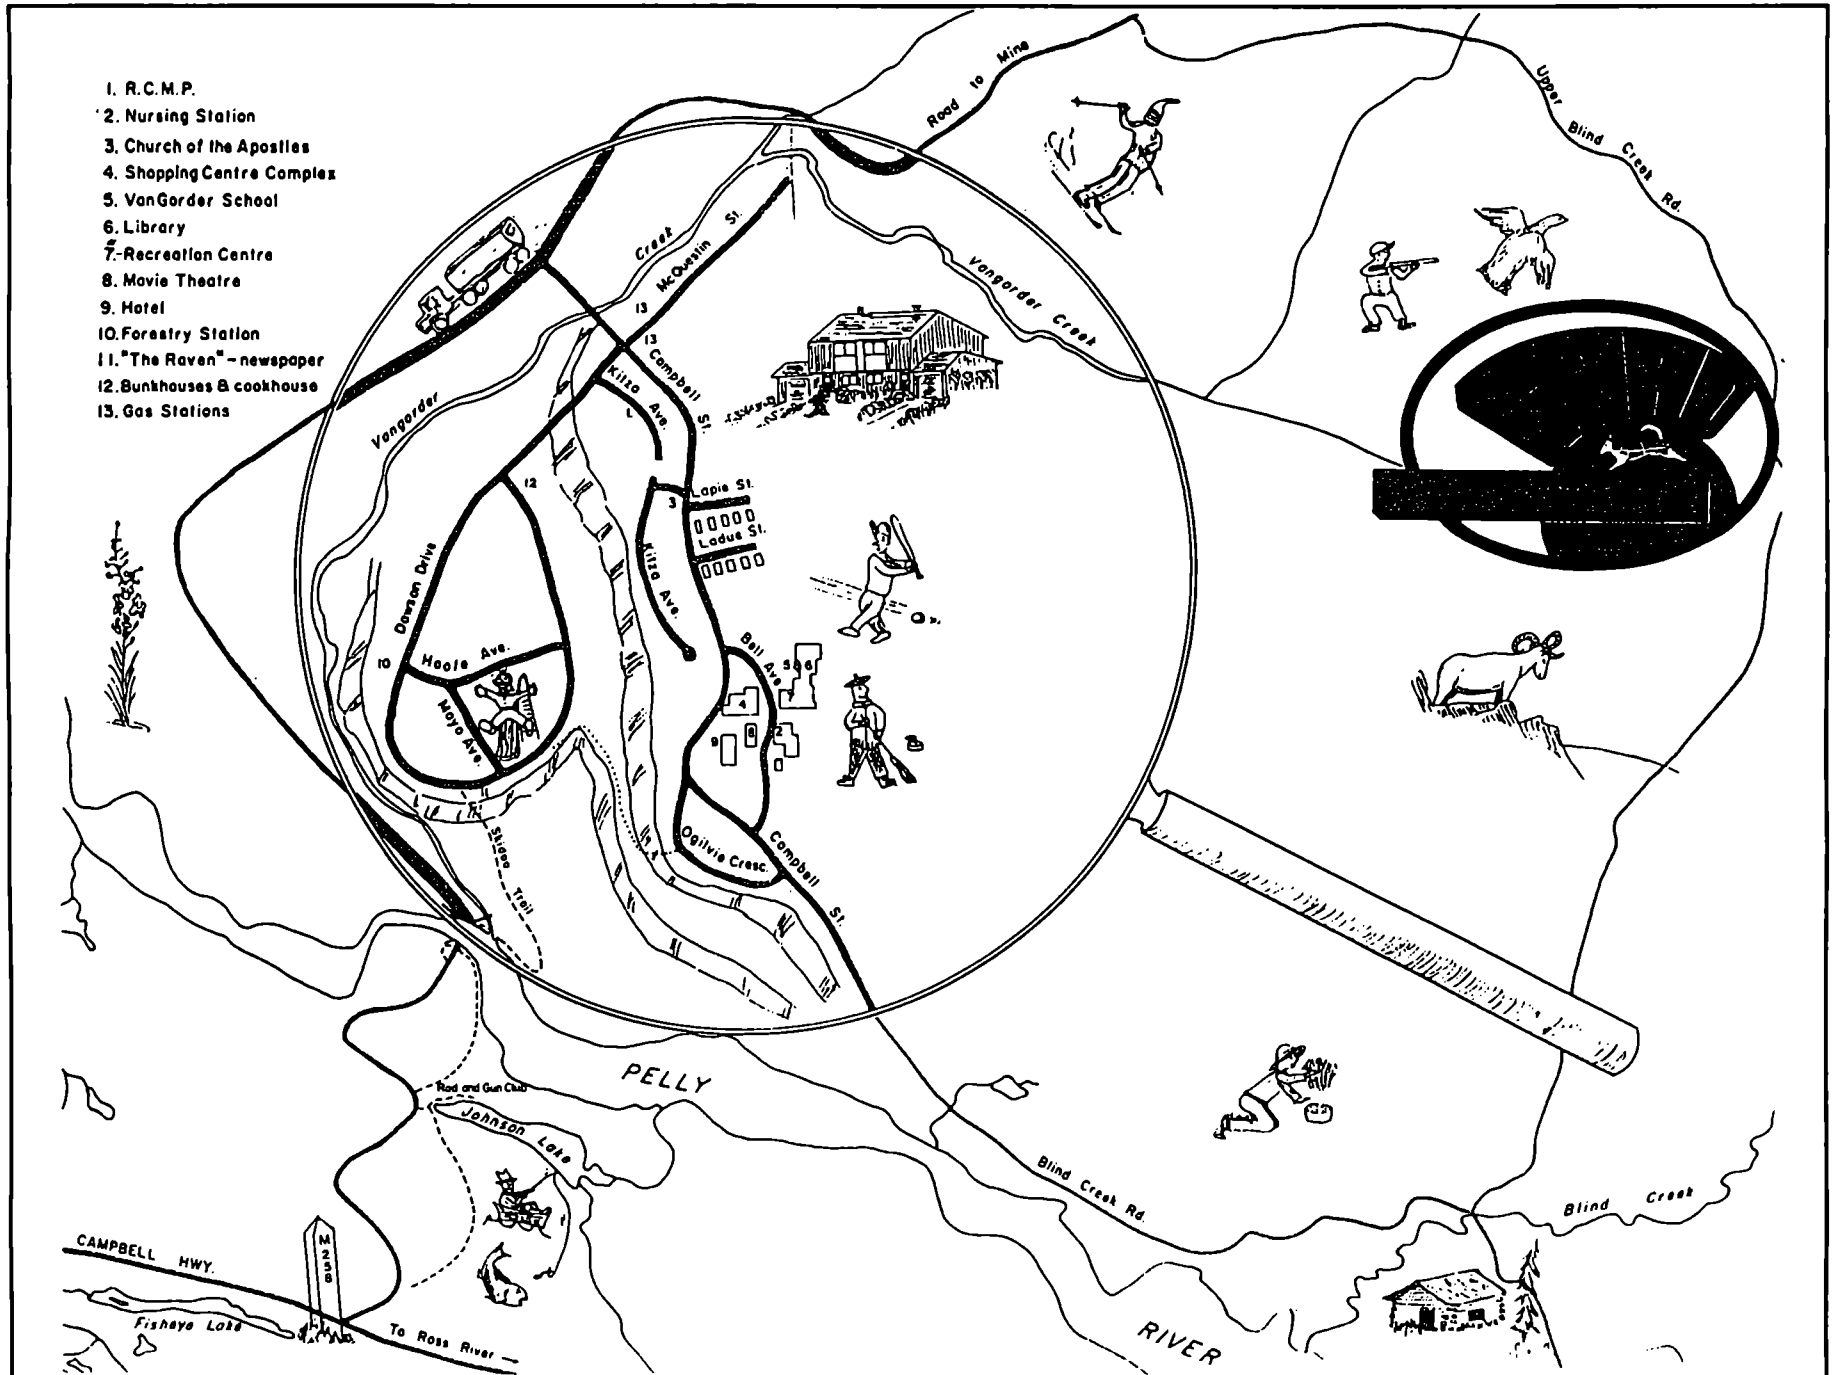 1. R.C.M.P.
2. Nursing Station
3. Church of the Apostles
4. Shopping Centre Complex
5. VanGorder School
6. Library
7. Recreation Centre
8. Movie Theatre
9. Hotel
10. Forestry Station
11. "The Raven" - newspaper
12. Bunkhouses & cookhouse
13. Gas Stations
Road to Mine
Upper Blind Creek Rd.
Vangorder Creek
McQuestin St.
13
13
Vangorder Creek
Campbell St.
Kitza Ave.
1.
12
Lapie St.
3
Ladue St.
Kitza Ave.
Dawson Drive
10
Hoole Ave.
Mayo Ave.
Bell Ave.
5 & 6
4
9
8
2
Ogilvie Cresc.
Campbell St.
Skidoo Trail
PELLY
RIVER
Rod and Gun Club
Johnson Lake
Blind Creek Rd.
Blind Creek
CAMPBELL HWY.
M
2
5
8
Fisheye Lake
To Ross River →